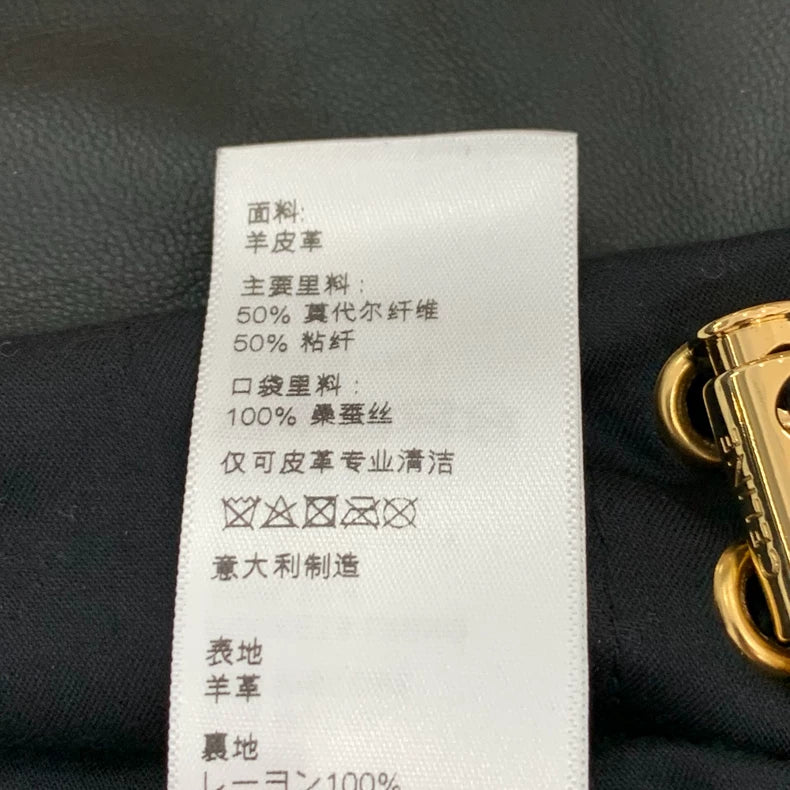 面料:
羊皮革
主要里料:
50% 莫代尔纤维
50% 粘纤
口袋里料:
100% 桑蚕丝
仅可皮革专业清洁
意大利制造
表地
羊革
裏地
レーヨン100%